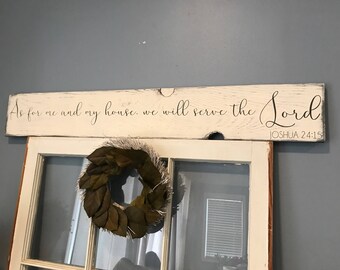 As for me and my house, we will serve the Lord
JOSHUA 24:15